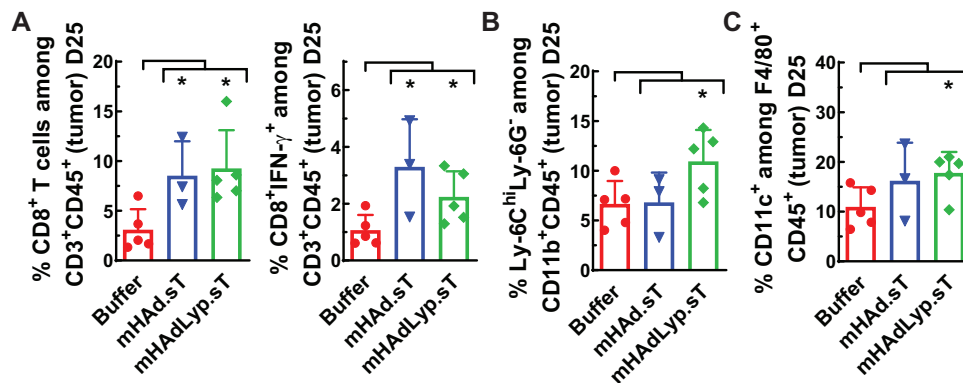 A
% CD8⁺ T cells among
CD3⁺CD45⁺ (tumor) D25
20
15
10
5
0
* *
Buffer
mHAd.sT
mHAdLyp.sT
% CD8⁺IFN-γ⁺ among
CD3⁺CD45⁺ (tumor) D25
6
4
2
0
* *
Buffer
mHAd.sT
mHAdLyp.sT
B
% Ly-6CʰⁱLy-6G⁻ among
CD11b⁺CD45⁺ (tumor) D25
20
15
10
5
0
*
Buffer
mHAd.sT
mHAdLyp.sT
C
% CD11c⁺ among F4/80⁺
CD45⁺ (tumor) D25
40
30
20
10
0
*
Buffer
mHAd.sT
mHAdLyp.sT